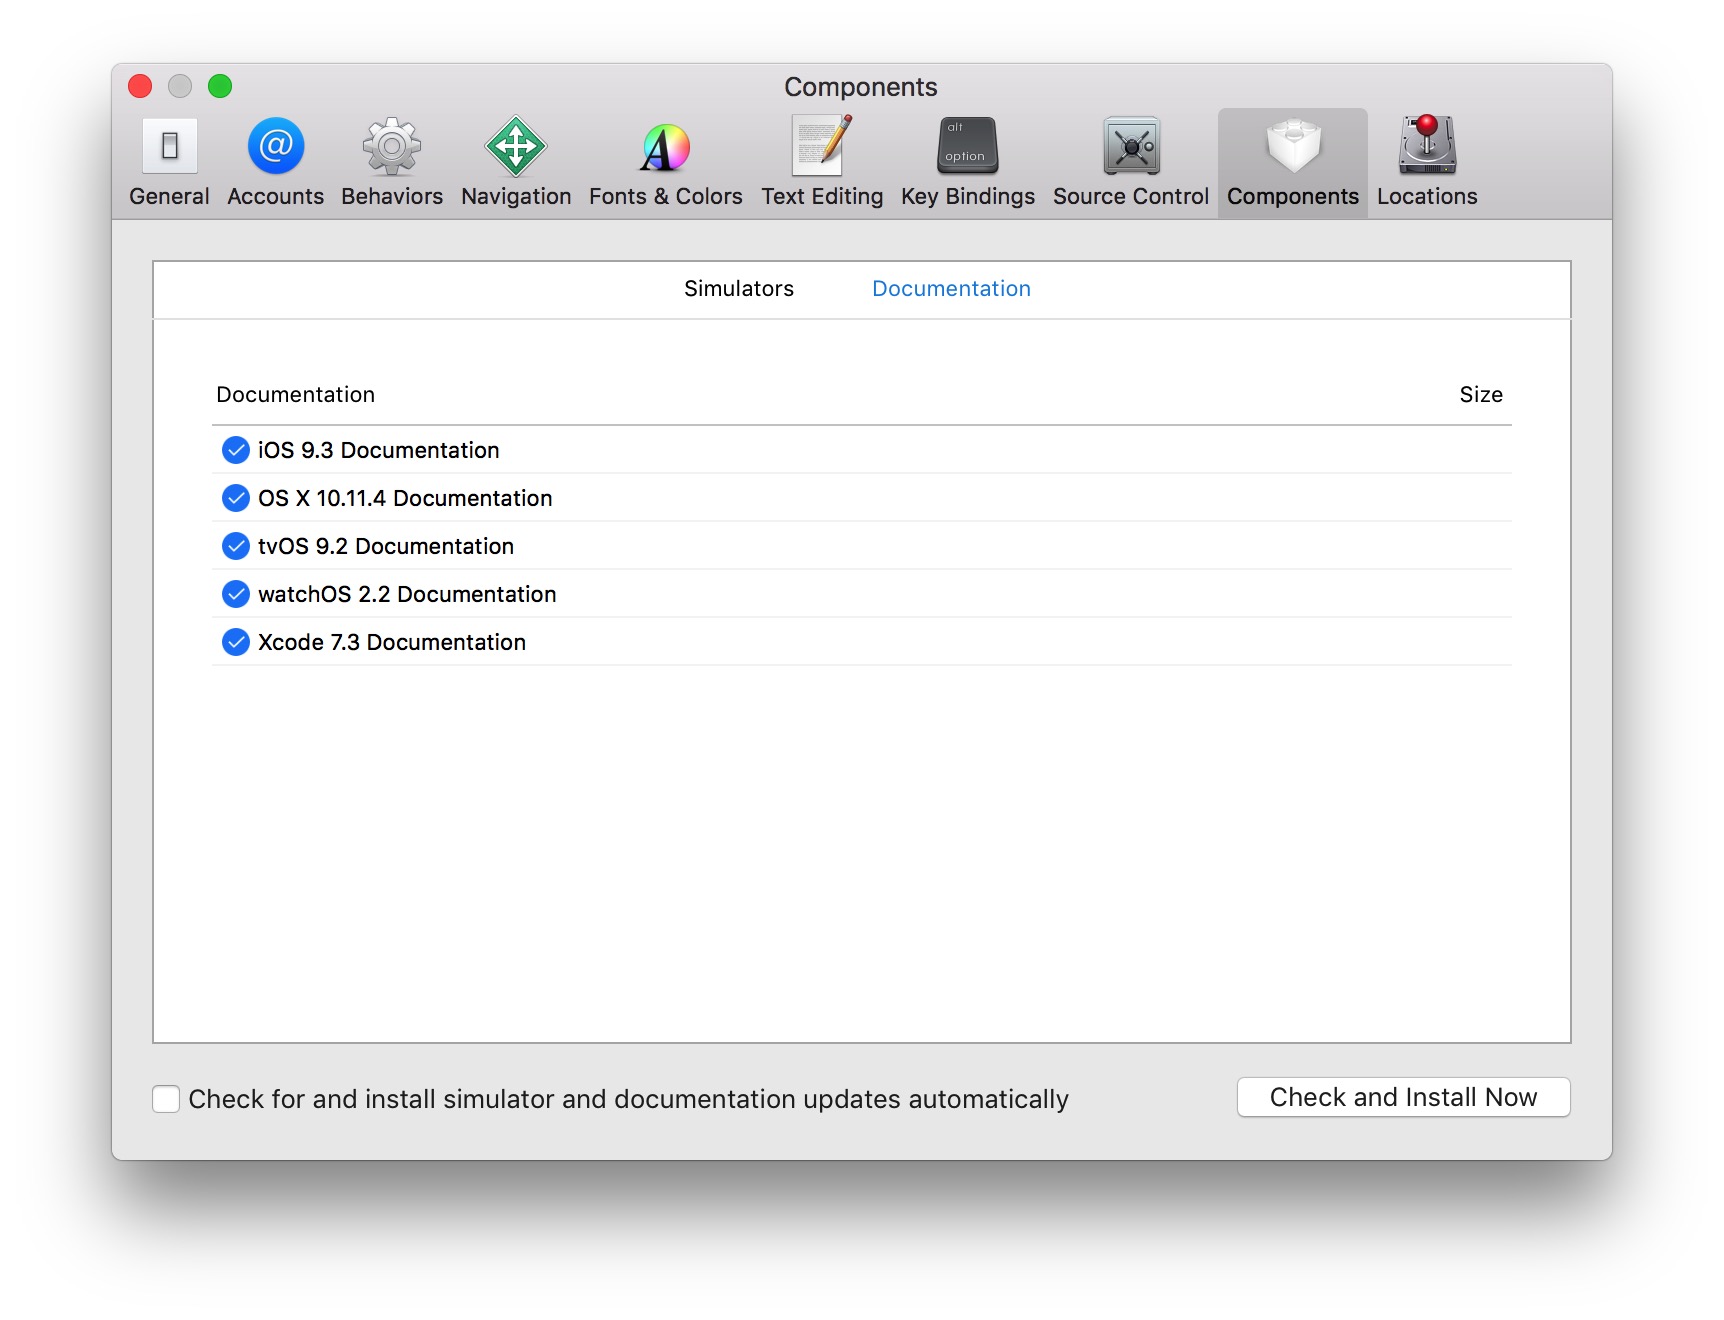 Components
alt
option
General Accounts Behaviors Navigation Fonts & Colors Text Editing Key Bindings Source Control Components Locations
Simulators Documentation
Documentation Size
iOS 9.3 Documentation
OS X 10.11.4 Documentation
tvOS 9.2 Documentation
watchOS 2.2 Documentation
Xcode 7.3 Documentation
Check for and install simulator and documentation updates automatically Check and Install Now